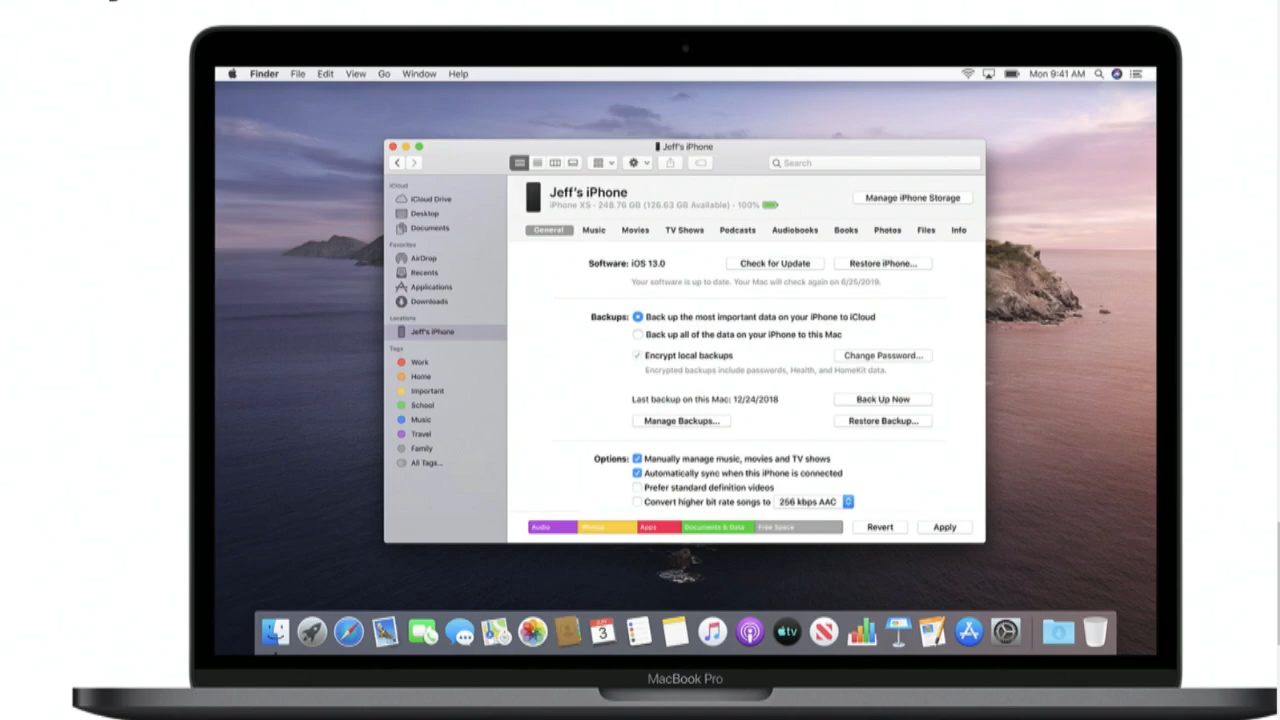 Finder File Edit View Go Window Help Mon 9:41 AM
Jeff's iPhone
Search
iCloud
iCloud Drive
Desktop
Documents
Favorites
AirDrop
Recents
Applications
Downloads
Locations
Jeff's iPhone
Tags
Work
Home
Important
School
Music
Travel
Family
All Tags...
Jeff's iPhone
iPhone XS - 248.76 GB (126.63 GB Available) - 100%
Manage iPhone Storage
General Music Movies TV Shows Podcasts Audiobooks Books Photos Files Info
Software: iOS 13.0 Check for Update Restore iPhone...
Your software is up to date. Your Mac will check again on 6/25/2019.
Backups: Back up the most important data on your iPhone to iCloud
Back up all of the data on your iPhone to this Mac
Encrypt local backups Change Password...
Encrypted backups include passwords, Health, and HomeKit data.
Last backup on this Mac: 12/24/2018 Back Up Now
Manage Backups... Restore Backup...
Options: Manually manage music, movies and TV shows
Automatically sync when this iPhone is connected
Prefer standard definition videos
Convert higher bit rate songs to 256 kbps AAC
Audio Photos Apps Documents & Data Free Space Revert Apply
JUN
3
tv
MacBook Pro